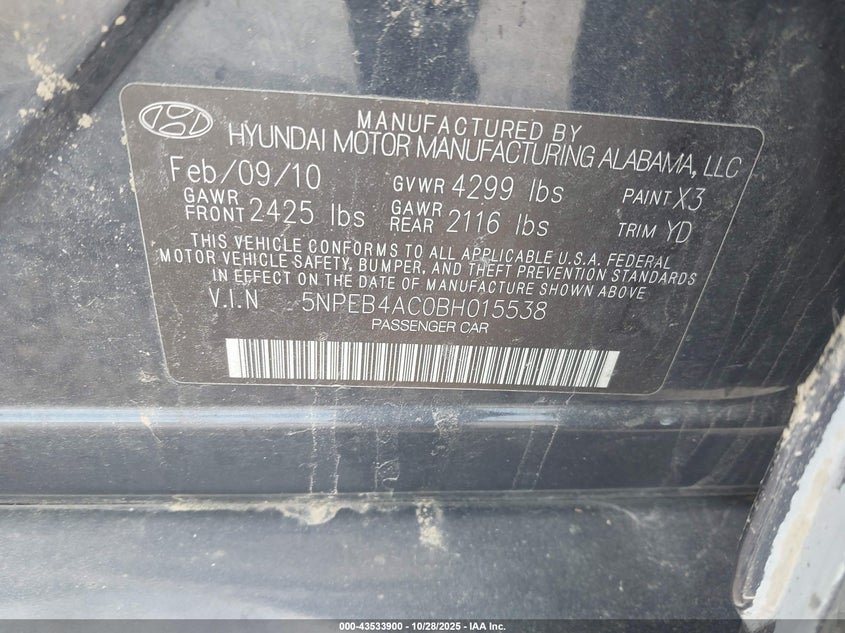 MANUFACTURED BY
HYUNDAI MOTOR MANUFACTURING ALABAMA, LLC
Feb/09/10 GVWR 4299 lbs PAINT X3
GAWR FRONT 2425 lbs GAWR REAR 2116 lbs TRIM YD
THIS VEHICLE CONFORMS TO ALL APPLICABLE U.S.A. FEDERAL
MOTOR VEHICLE SAFETY, BUMPER, AND THEFT PREVENTION STANDARDS
IN EFFECT ON THE DATE OF MANUFACTURE SHOWN ABOVE.
V.I.N 5NPEB4AC0BH015538
PASSENGER CAR
000-43533900 - 10/28/2025 - IAA Inc.